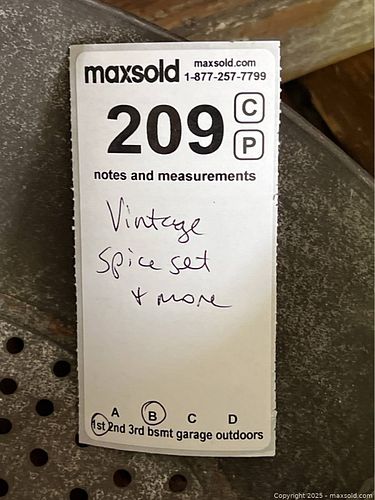 maxsold maxsold.com
1-877-257-7799
209 C
P
notes and measurements
Vintage
Spice set
+ more
A B C D
1st 2nd 3rd bsmt garage outdoors
Copyright 2025 - maxsold.com